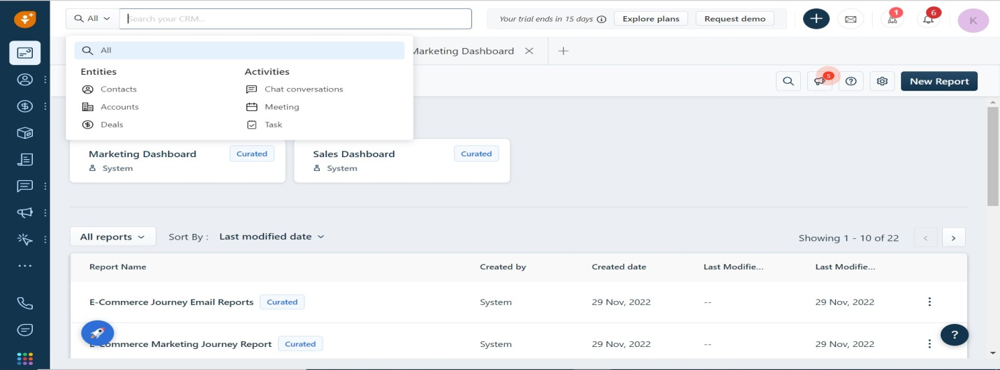 All
Search your CRM...
Your trial ends in 15 days
Explore plans
Request demo
1
6
K
All
Marketing Dashboard
Entities
Activities
Contacts
Chat conversations
Accounts
Meeting
Deals
Task
5
New Report
Marketing Dashboard
Curated
System
Sales Dashboard
Curated
System
All reports
Sort By :
Last modified date
Showing 1 - 10 of 22
Report Name
Created by
Created date
Last Modifie...
Last Modifie...
E-Commerce Journey Email Reports
Curated
System
29 Nov, 2022
--
29 Nov, 2022
E-Commerce Marketing Journey Report
Curated
System
29 Nov, 2022
--
29 Nov, 2022
?